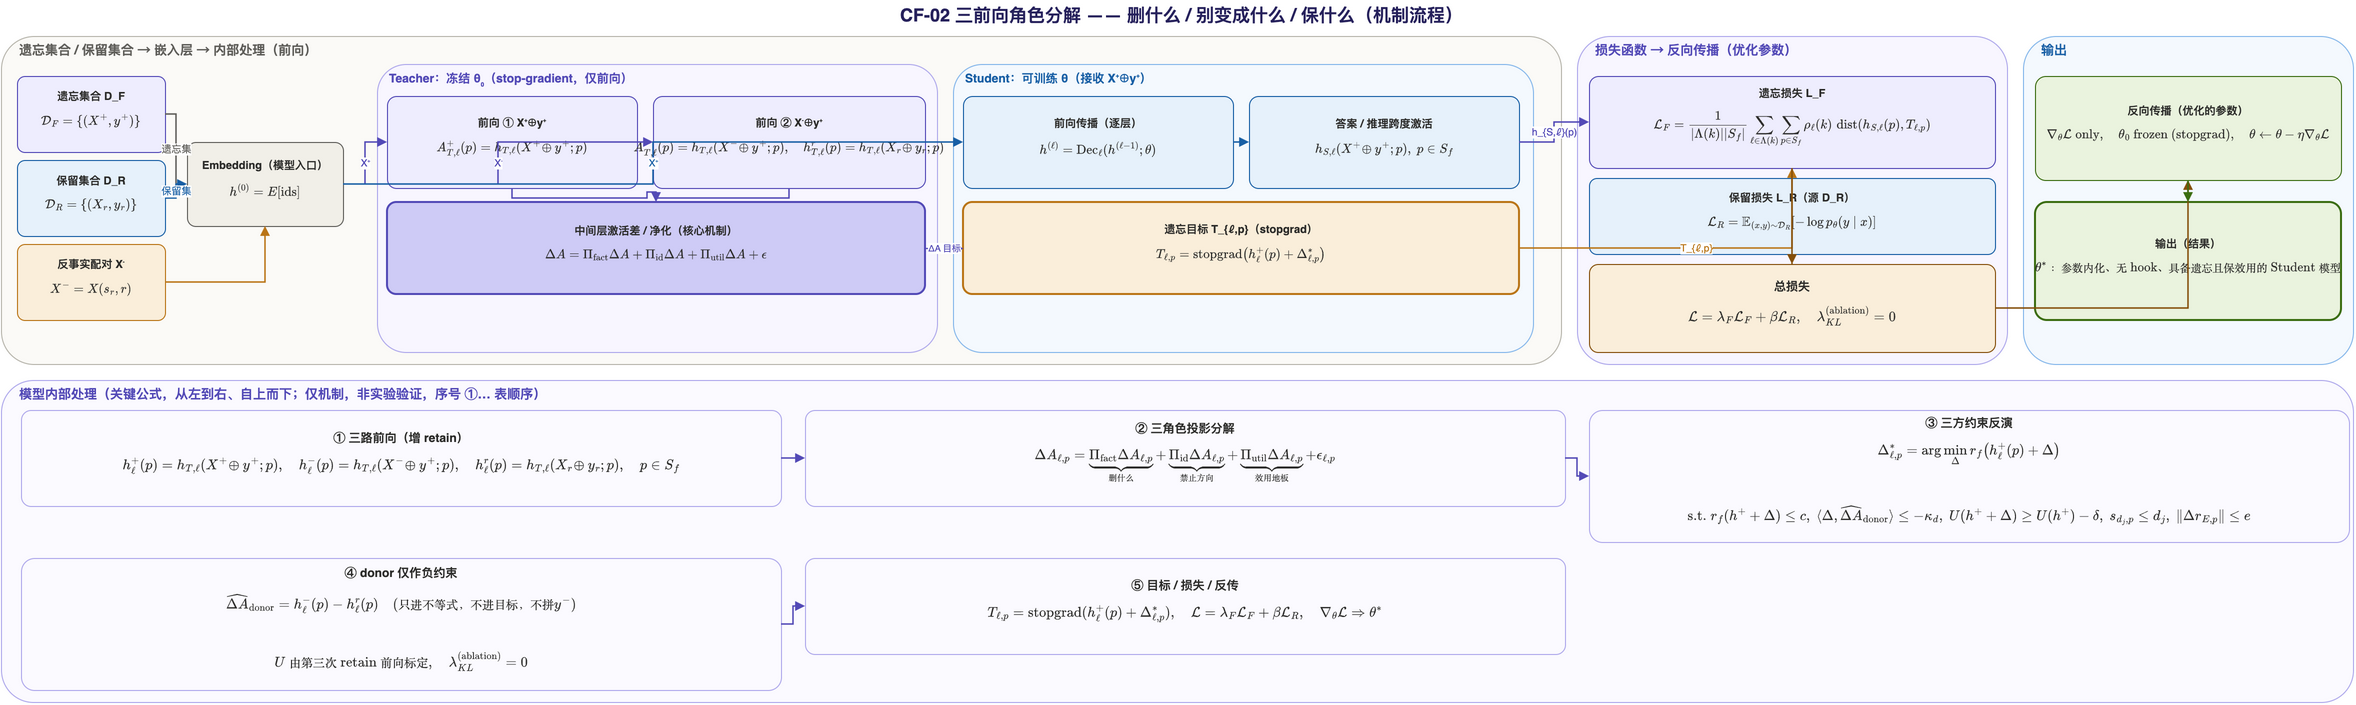 CF-02 三前向角色分解 —— 删什么 / 别变成什么 / 保什么（机制流程）
遗忘集合 / 保留集合 → 嵌入层 → 内部处理（前向）
遗忘集合 D_F
𝒟_F = {(X⁺, y⁺)}
保留集合 D_R
𝒟_R = {(X_r, y_r)}
反事实配对 X⁻
X⁻ = X(s_r, r)
遗忘集
保留集
Embedding（模型入口）
h^{(0)} = E[ids]
X⁺
X⁻
X⁺
Teacher：冻结 θ₀（stop-gradient，仅前向）
前向 ① X⁺⊕y⁺
A⁺_{T,ℓ}(p) = h_{T,ℓ}(X⁺ ⊕ y⁺; p)
前向 ② X⁻⊕y⁺
A⁻_{T,ℓ}(p) = h_{T,ℓ}(X⁻ ⊕ y⁺; p), h^r_{T,ℓ}(p) = h_{T,ℓ}(X_r ⊕ y_r; p)
中间层激活差 / 净化（核心机制）
ΔA = Π_fact ΔA + Π_id ΔA + Π_util ΔA + ϵ
ΔA 目标
Student：可训练 θ（接收 X⁺⊕y⁺）
前向传播（逐层）
h^{(ℓ)} = Dec_ℓ(h^{(ℓ−1)}; θ)
答案 / 推理跨度激活
h_{S,ℓ}(X⁺ ⊕ y⁺; p), p ∈ S_f
遗忘目标 T_{ℓ,p}（stopgrad）
T_{ℓ,p} = stopgrad(h⁺_ℓ(p) + Δ*_{ℓ,p})
h_{S,ℓ}(p)
T_{ℓ,p}
损失函数 → 反向传播（优化参数）
遗忘损失 L_F
ℒ_F = 1/(|Λ(k)||S_f|) ∑_{ℓ∈Λ(k)} ∑_{p∈S_f} ρ_ℓ(k) dist(h_{S,ℓ}(p), T_{ℓ,p})
保留损失 L_R（源 D_R）
ℒ_R = 𝔼_{(x,y)∼𝒟_R}[− log p_θ(y | x)]
总损失
ℒ = λ_F ℒ_F + βℒ_R, λ_{KL}^{(ablation)} = 0
输出
反向传播（优化的参数）
∇_θℒ only, θ₀ frozen (stopgrad), θ ← θ − η∇_θℒ
输出（结果）
θ* ：参数内化、无 hook、具备遗忘且保效用的 Student 模型
模型内部处理（关键公式，从左到右、自上而下；仅机制，非实验验证，序号 ①… 表顺序）
① 三路前向（增 retain）
h⁺_ℓ(p) = h_{T,ℓ}(X⁺ ⊕ y⁺; p), h⁻_ℓ(p) = h_{T,ℓ}(X⁻ ⊕ y⁺; p), h^r_ℓ(p) = h_{T,ℓ}(X_r ⊕ y_r; p), p ∈ S_f
② 三角色投影分解
ΔA_{ℓ,p} = Π_fact ΔA_{ℓ,p} + Π_id ΔA_{ℓ,p} + Π_util ΔA_{ℓ,p} + ϵ_{ℓ,p}
删什么 禁止方向 效用地板
③ 三方约束反演
Δ*_{ℓ,p} = arg min_Δ r_f(h⁺_ℓ(p) + Δ)
s.t. r_f(h⁺ + Δ) ≤ c, ⟨Δ, \widehat{ΔA}_donor⟩ ≤ −κ_d, U(h⁺ + Δ) ≥ U(h⁺) − δ, s_{d_j,p} ≤ d_j, ‖Δr_{E,p}‖ ≤ e
④ donor 仅作负约束
\widehat{ΔA}_donor = h⁻_ℓ(p) − h^r_ℓ(p) （只进不等式，不进目标，不拼y⁻）
U 由第三次 retain 前向标定, λ_{KL}^{(ablation)} = 0
⑤ 目标 / 损失 / 反传
T_{ℓ,p} = stopgrad(h⁺_ℓ(p) + Δ*_{ℓ,p}), ℒ = λ_F ℒ_F + βℒ_R, ∇_θℒ ⇒ θ*